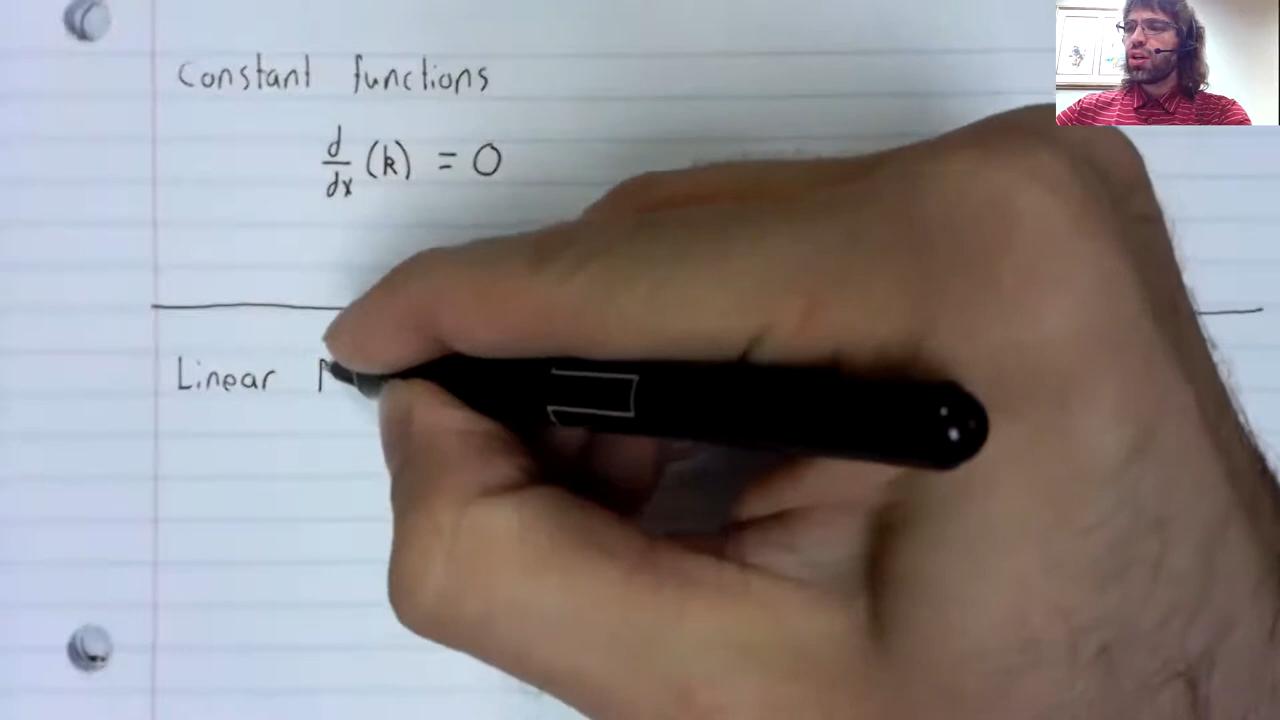 Constant functions
d/dx (k) = 0
Linear